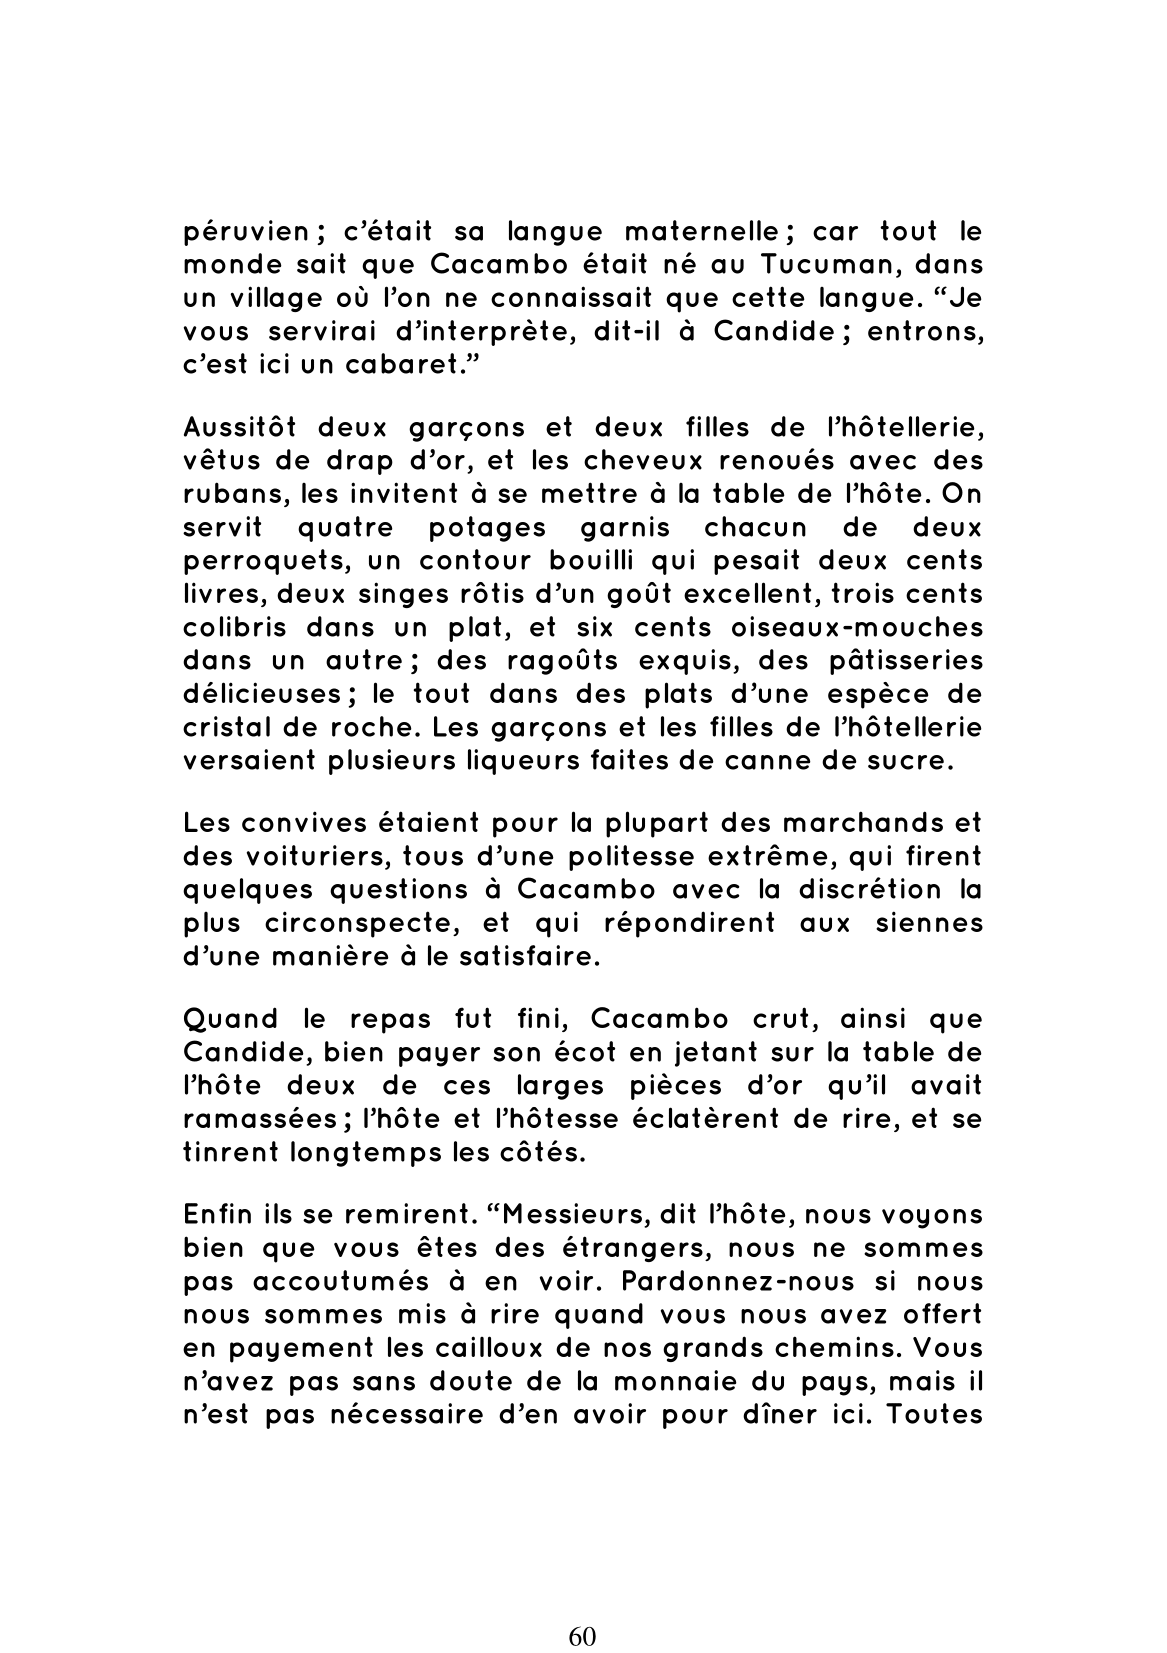 péruvien ; c’était sa langue maternelle ; car tout le
monde sait que Cacambo était né au Tucuman, dans
un village où l’on ne connaissait que cette langue. “Je
vous servirai d’interprète, dit-il à Candide ; entrons,
c’est ici un cabaret.”
Aussitôt deux garçons et deux filles de l’hôtellerie,
vêtus de drap d’or, et les cheveux renoués avec des
rubans, les invitent à se mettre à la table de l’hôte. On
servit quatre potages garnis chacun de deux
perroquets, un contour bouilli qui pesait deux cents
livres, deux singes rôtis d’un goût excellent, trois cents
colibris dans un plat, et six cents oiseaux-mouches
dans un autre ; des ragoûts exquis, des pâtisseries
délicieuses ; le tout dans des plats d’une espèce de
cristal de roche. Les garçons et les filles de l’hôtellerie
versaient plusieurs liqueurs faites de canne de sucre.
Les convives étaient pour la plupart des marchands et
des voituriers, tous d’une politesse extrême, qui firent
quelques questions à Cacambo avec la discrétion la
plus circonspecte, et qui répondirent aux siennes
d’une manière à le satisfaire.
Quand le repas fut fini, Cacambo crut, ainsi que
Candide, bien payer son écot en jetant sur la table de
l’hôte deux de ces larges pièces d’or qu’il avait
ramassées ; l’hôte et l’hôtesse éclatèrent de rire, et se
tinrent longtemps les côtés.
Enfin ils se remirent. “Messieurs, dit l’hôte, nous voyons
bien que vous êtes des étrangers, nous ne sommes
pas accoutumés à en voir. Pardonnez-nous si nous
nous sommes mis à rire quand vous nous avez offert
en payement les cailloux de nos grands chemins. Vous
n’avez pas sans doute de la monnaie du pays, mais il
n’est pas nécessaire d’en avoir pour dîner ici. Toutes
60